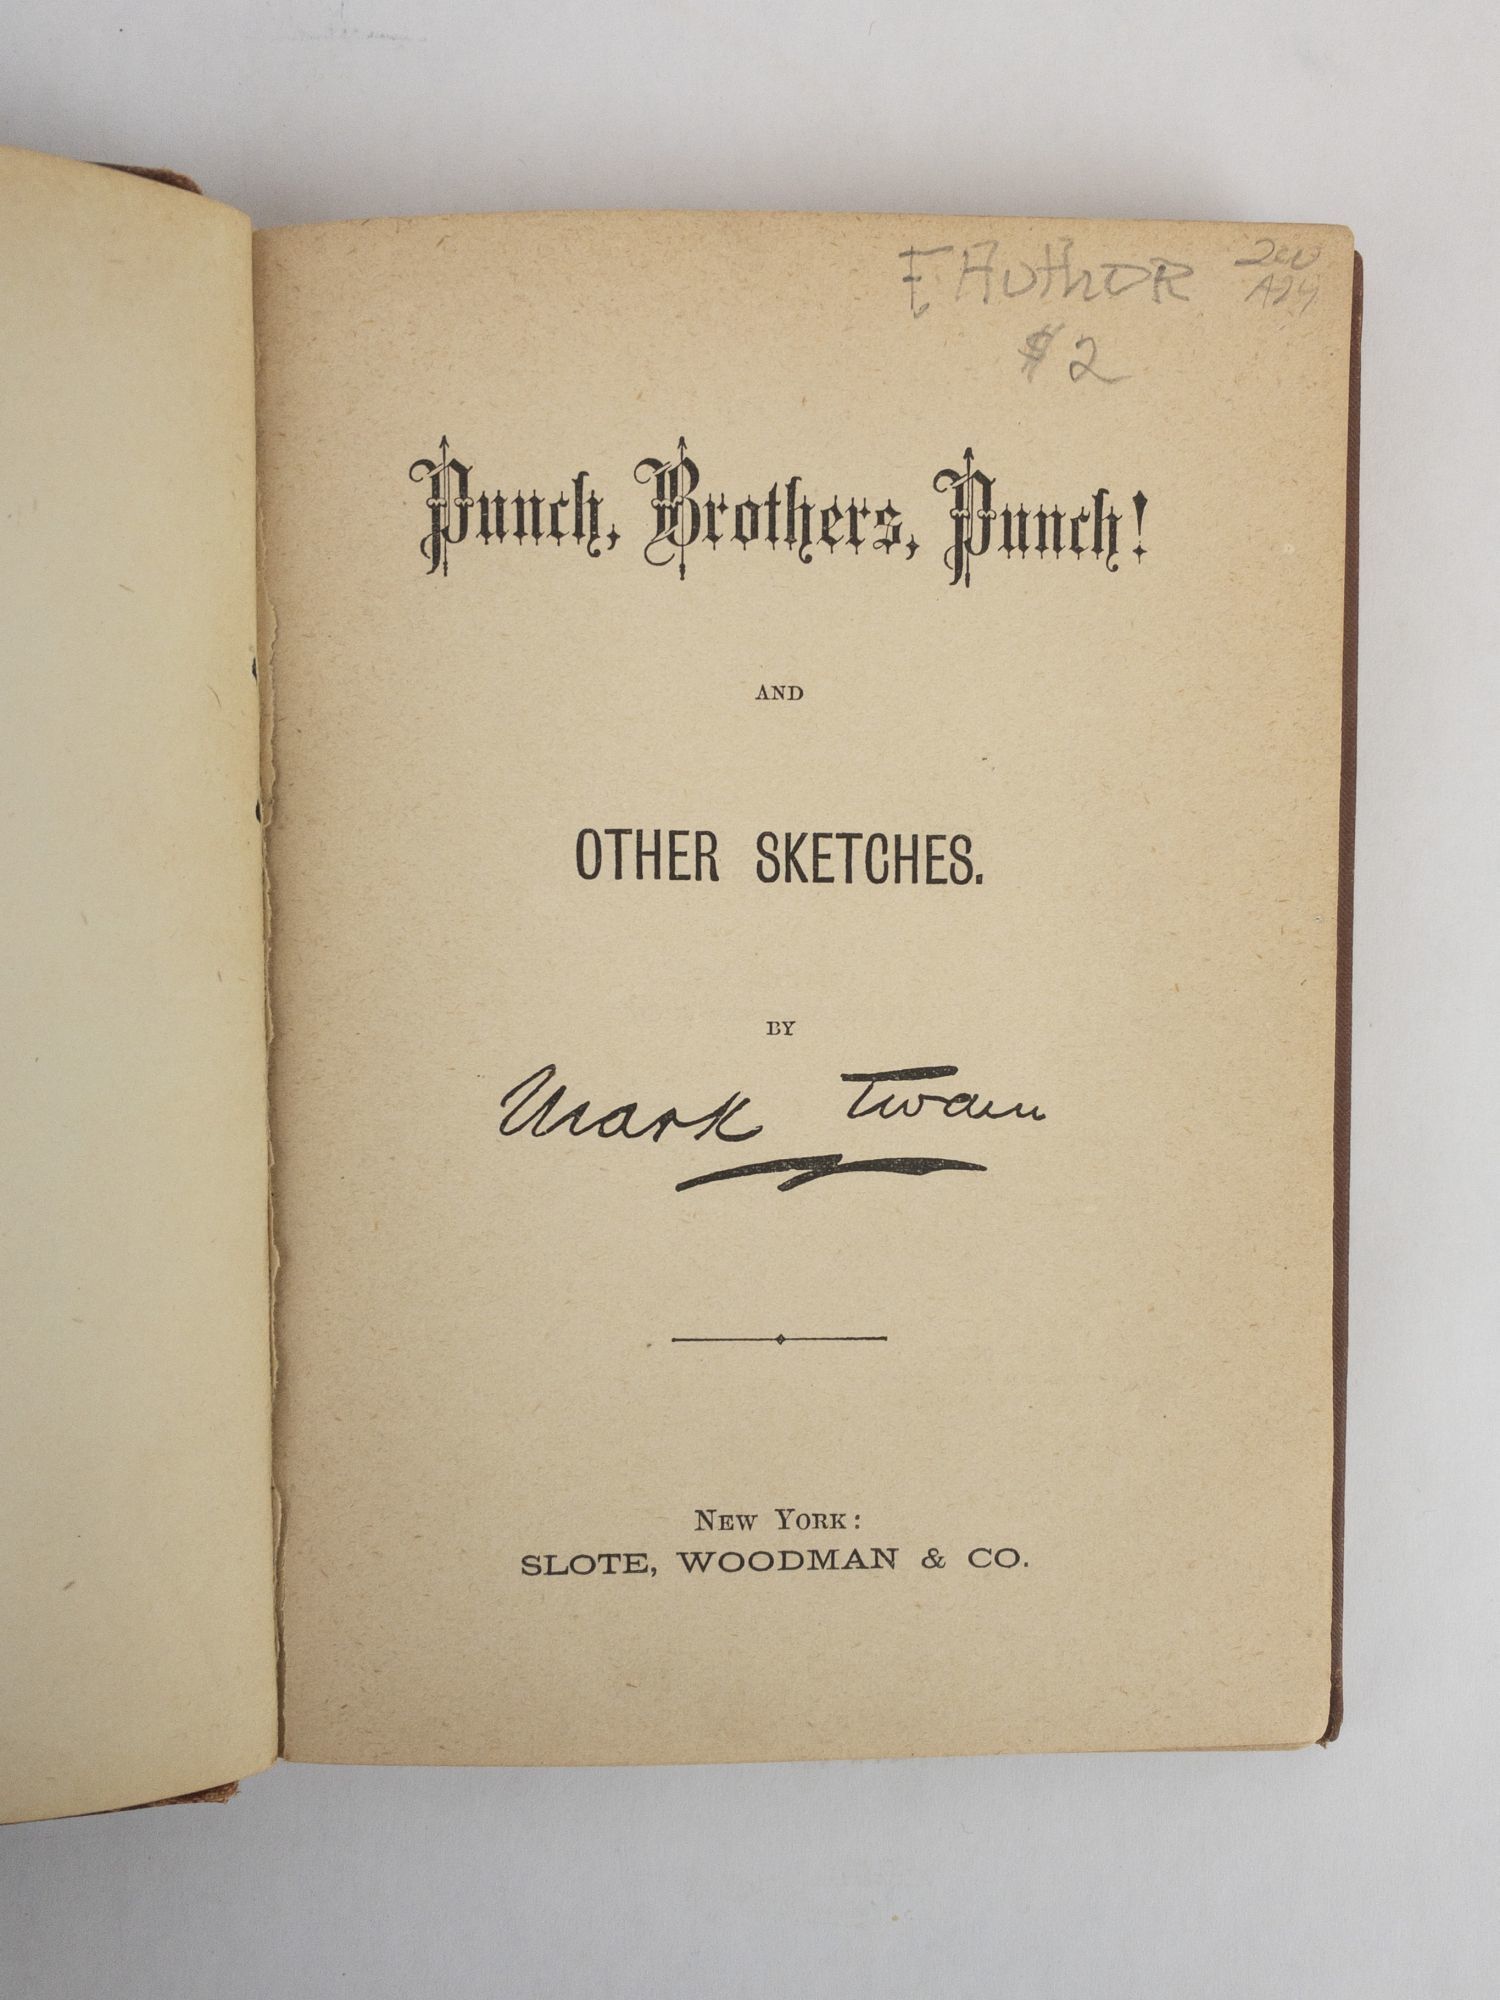 F Author
$2
Punch, Brothers, Punch!
AND
OTHER SKETCHES.
BY
Mark Twain
NEW YORK:
SLOTE, WOODMAN & CO.